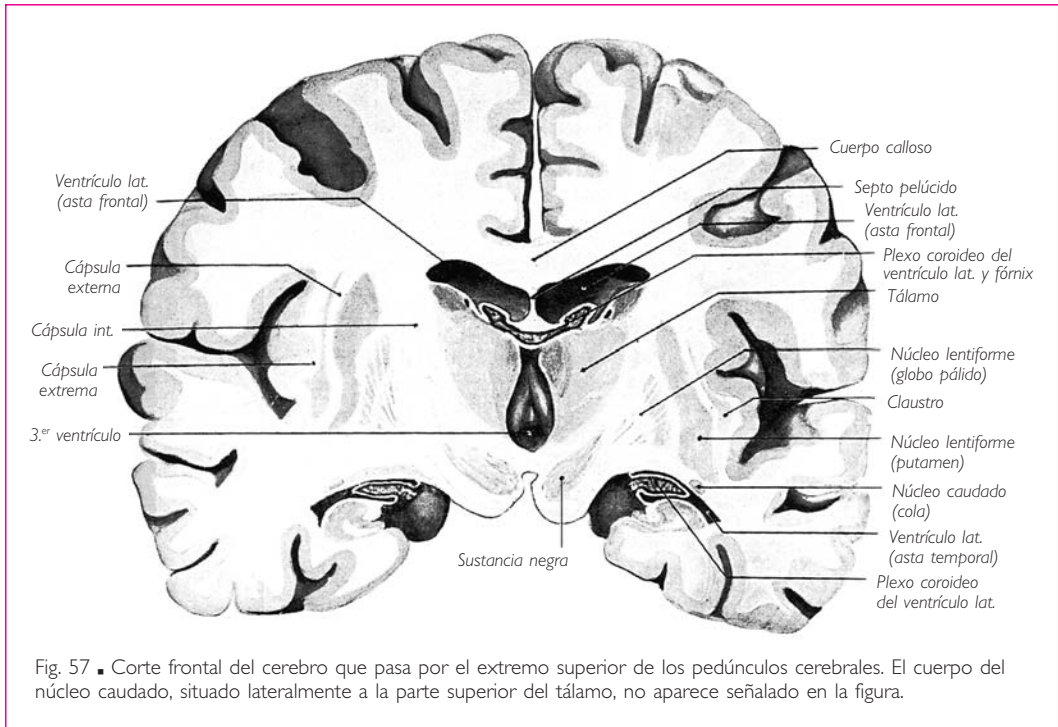 Ventrículo lat.
(asta frontal)
Cápsula
externa
Cápsula int.
Cápsula
extrema
3.er ventrículo
Sustancia negra
Cuerpo calloso
Septo pelúcido
Ventrículo lat.
(asta frontal)
Plexo coroideo del
ventrículo lat. y fórnix
Tálamo
Núcleo lentiforme
(globo pálido)
Claustro
Núcleo lentiforme
(putamen)
Núcleo caudado
(cola)
Ventrículo lat.
(asta temporal)
Plexo coroideo
del ventrículo lat.
Fig. 57 ▪ Corte frontal del cerebro que pasa por el extremo superior de los pedúnculos cerebrales. El cuerpo del
núcleo caudado, situado lateralmente a la parte superior del tálamo, no aparece señalado en la figura.